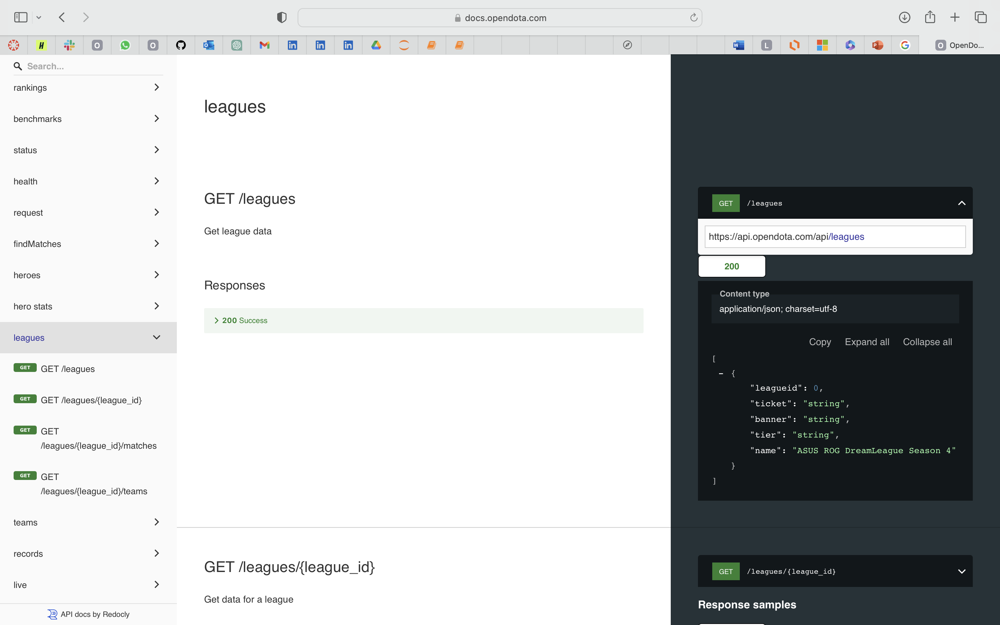 docs.opendota.com
OpenDo...
Search...
rankings
benchmarks
status
health
request
findMatches
heroes
hero stats
leagues
GET GET /leagues
GET GET /leagues/{league_id}
GET GET
/leagues/{league_id}/matches
GET GET
/leagues/{league_id}/teams
teams
records
live
API docs by Redocly
leagues
GET /leagues
Get league data
Responses
200 Success
GET /leagues/{league_id}
Get data for a league
GET /leagues
https://api.opendota.com/api/leagues
200
Content type
application/json; charset=utf-8
Copy Expand all Collapse all
[
- {
"leagueid": 0,
"ticket": "string",
"banner": "string",
"tier": "string",
"name": "ASUS ROG DreamLeague Season 4"
}
]
GET /leagues/{league_id}
Response samples